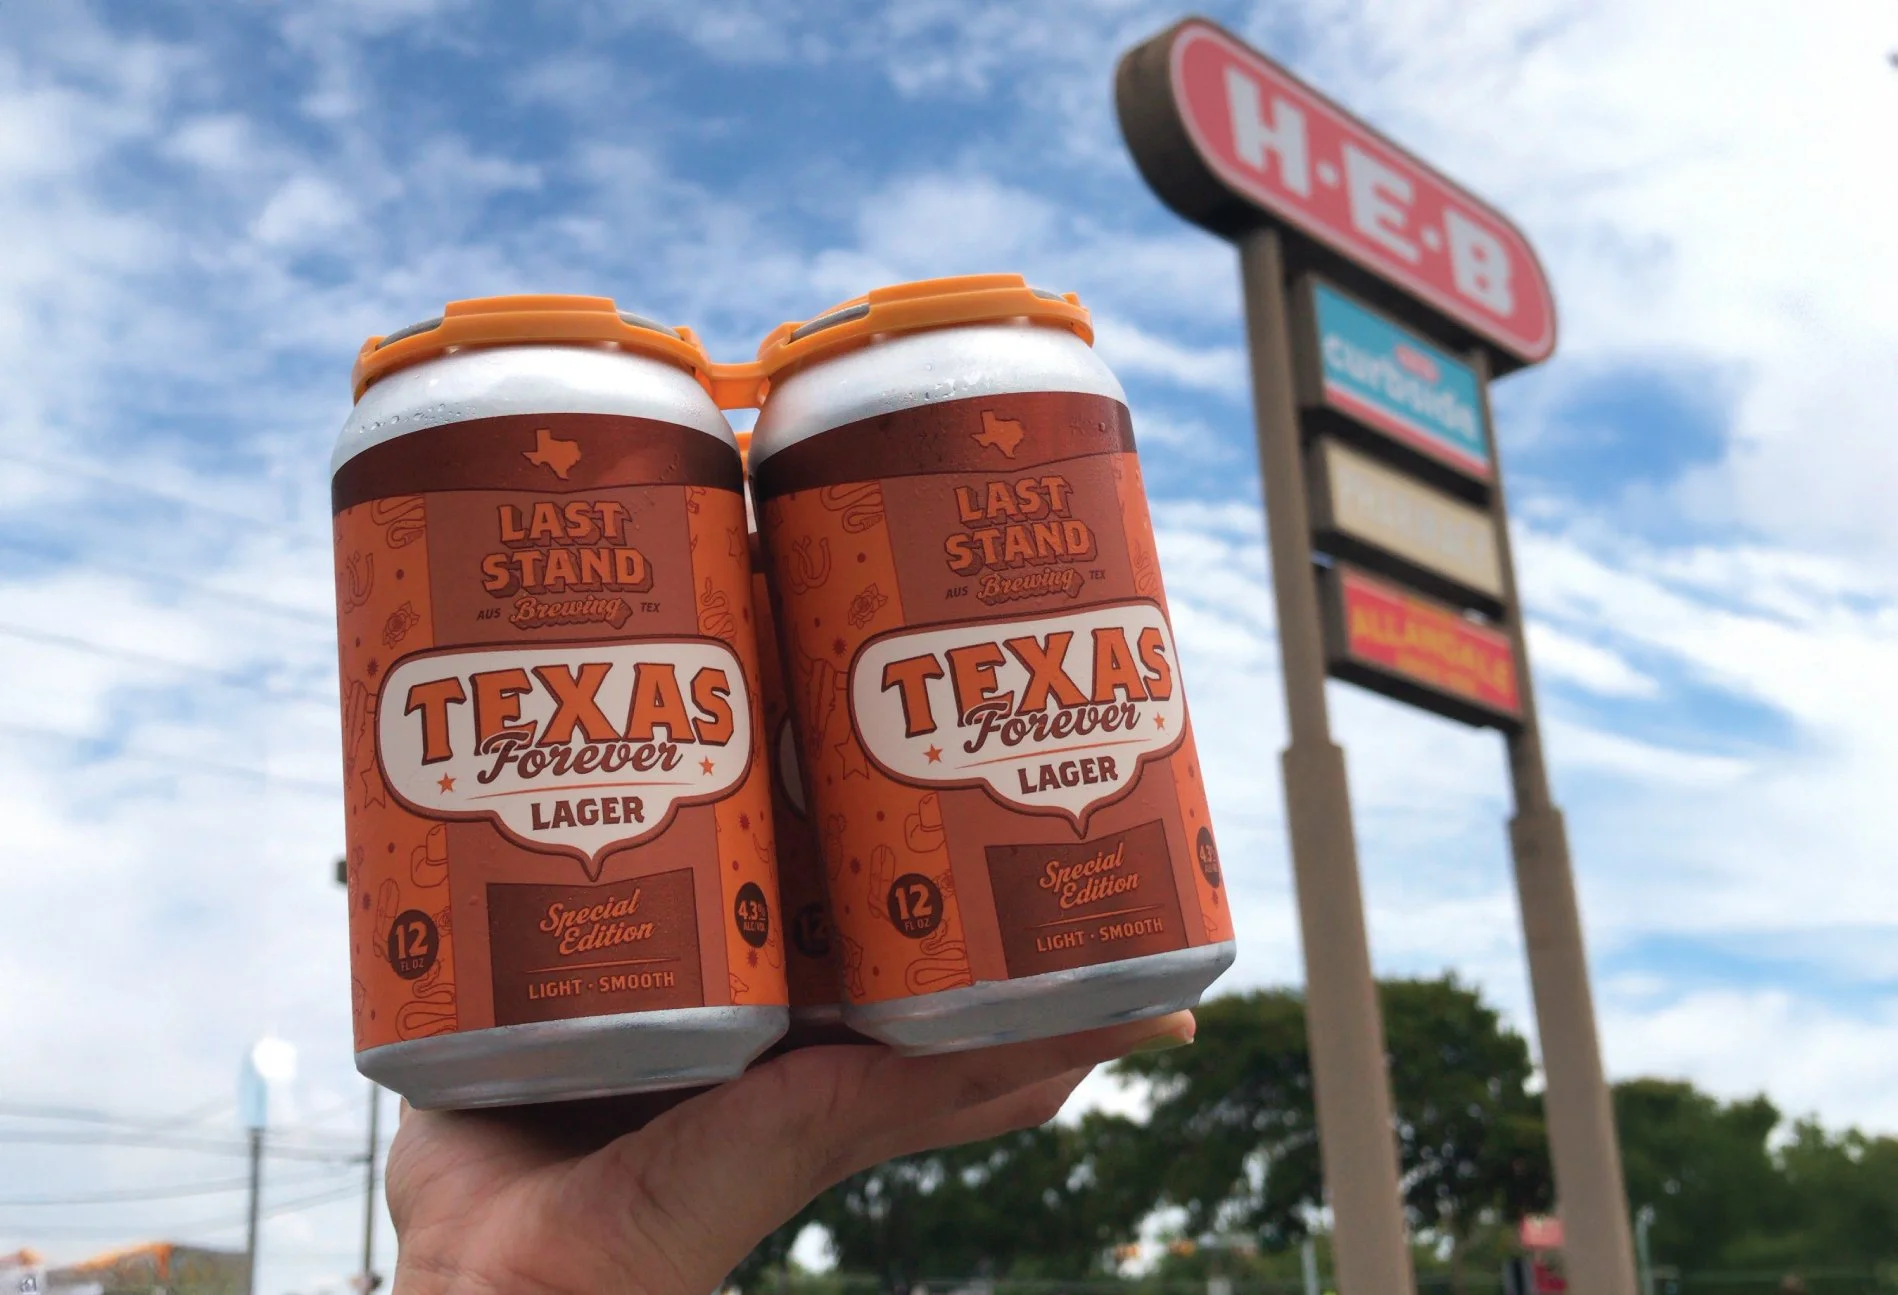 LAST
STAND
AUS Brewing TEX
TEXAS
Forever
LAGER
Special
Edition
LIGHT · SMOOTH
12
FL OZ
4.3%
ALC/VOL
LAST
STAND
AUS Brewing TEX
TEXAS
Forever
LAGER
Special
Edition
LIGHT · SMOOTH
12
FL OZ
4.3%
12
H·E·B
curbside
PHARMACY
ALLANDALE